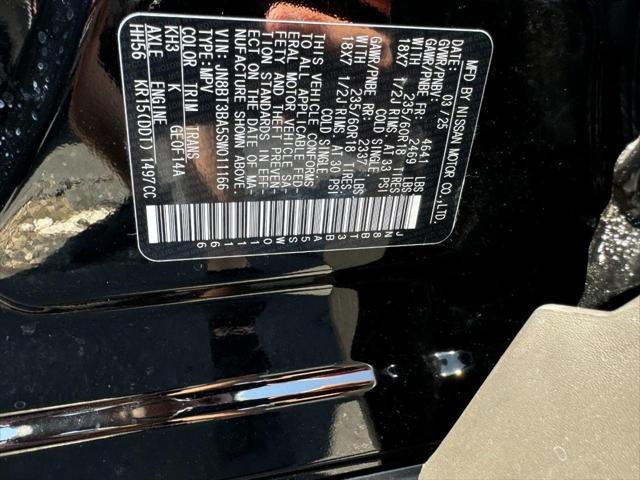 MFD BY NISSAN MOTOR CO.,LTD.
DATE: 03/25
GVWR/PNBV: 4641 LBS
GAWR/PNBE FR: 2469 LBS
WITH 235/60R18 TIRES.
18X7 1/2J RIMS. AT 33 PSI
COLD SINGLE
GAWR/PNBE RR: 2337 LBS
WITH 235/60R18 TIRES.
18X7 1/2J RIMS. AT 30 PSI
COLD SINGLE
THIS VEHICLE CONFORMS
TO ALL APPLICABLE FED
ERAL MOTOR VEHICLE SA-
FETY AND THEFT PREVEN-
TION STANDARDS IN EFF
ECT ON THE DATE OF MA-
NUFACTURE SHOWN ABOVE.
VIN: JN8BT3BA5SW011166
TYPE:MPV
COLOR TRIM TRANS
KH3 K GE0F14A
AXLE ENGINE
HH56 KR15(DDT) 1497CC
JN8BT3BA5SW011166